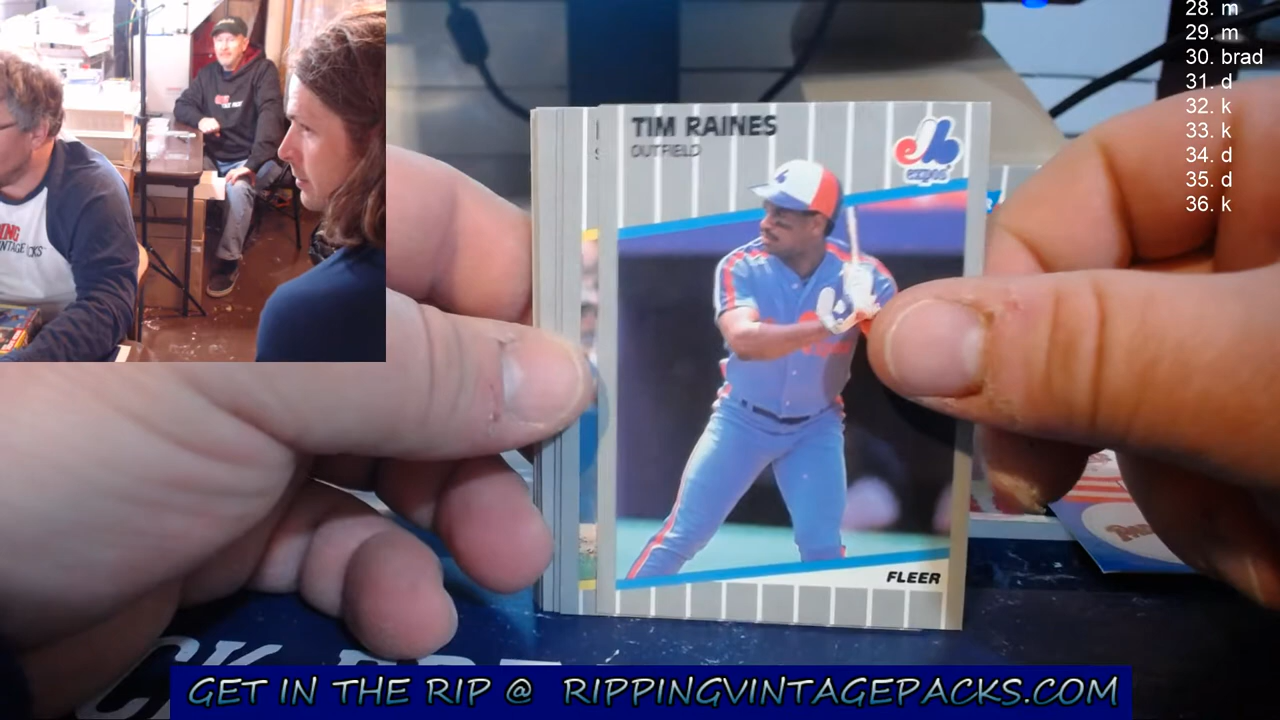 28. m
29. m
30. brad
31. d
32. k
33. k
34. d
35. d
36. k
TIM RAINES
OUTFIELD
expos
FLEER
GET IN THE RIP @ RIPPINGVINTAGEPACKS.COM